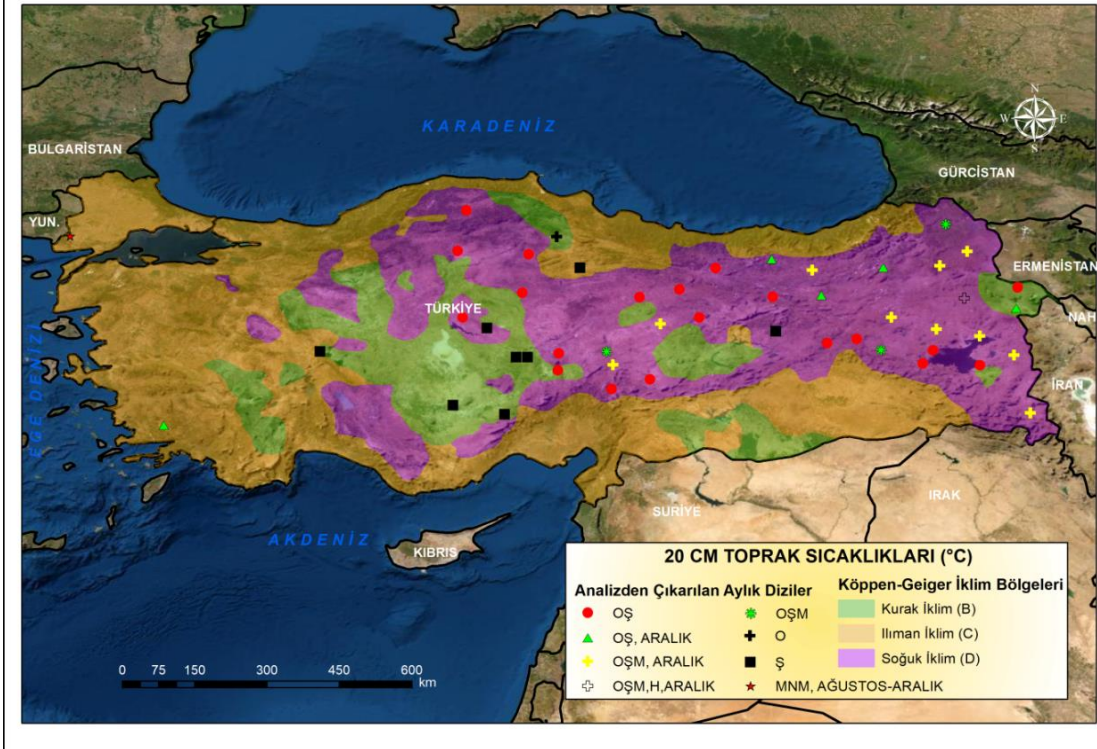 KARADENİZ
N
W E
S
BULGARİSTAN
GÜRCİSTAN
YUN.
ERMENİSTAN
TÜRKİYE
NAH
EGE DENİZİ
İRAN
IRAK
SURİYE
AKDENİZ
KIBRIS
20 CM TOPRAK SICAKLIKLARI (°C)
Analizden Çıkarılan Aylık Diziler
Köppen-Geiger İklim Bölgeleri
OŞ
OŞM
Kurak İklim (B)
OŞ, ARALIK
O
Ilıman İklim (C)
OŞM, ARALIK
Ş
Soğuk İklim (D)
OŞM,H,ARALIK
MNM, AĞUSTOS-ARALIK
0 75 150 300 450 600
km